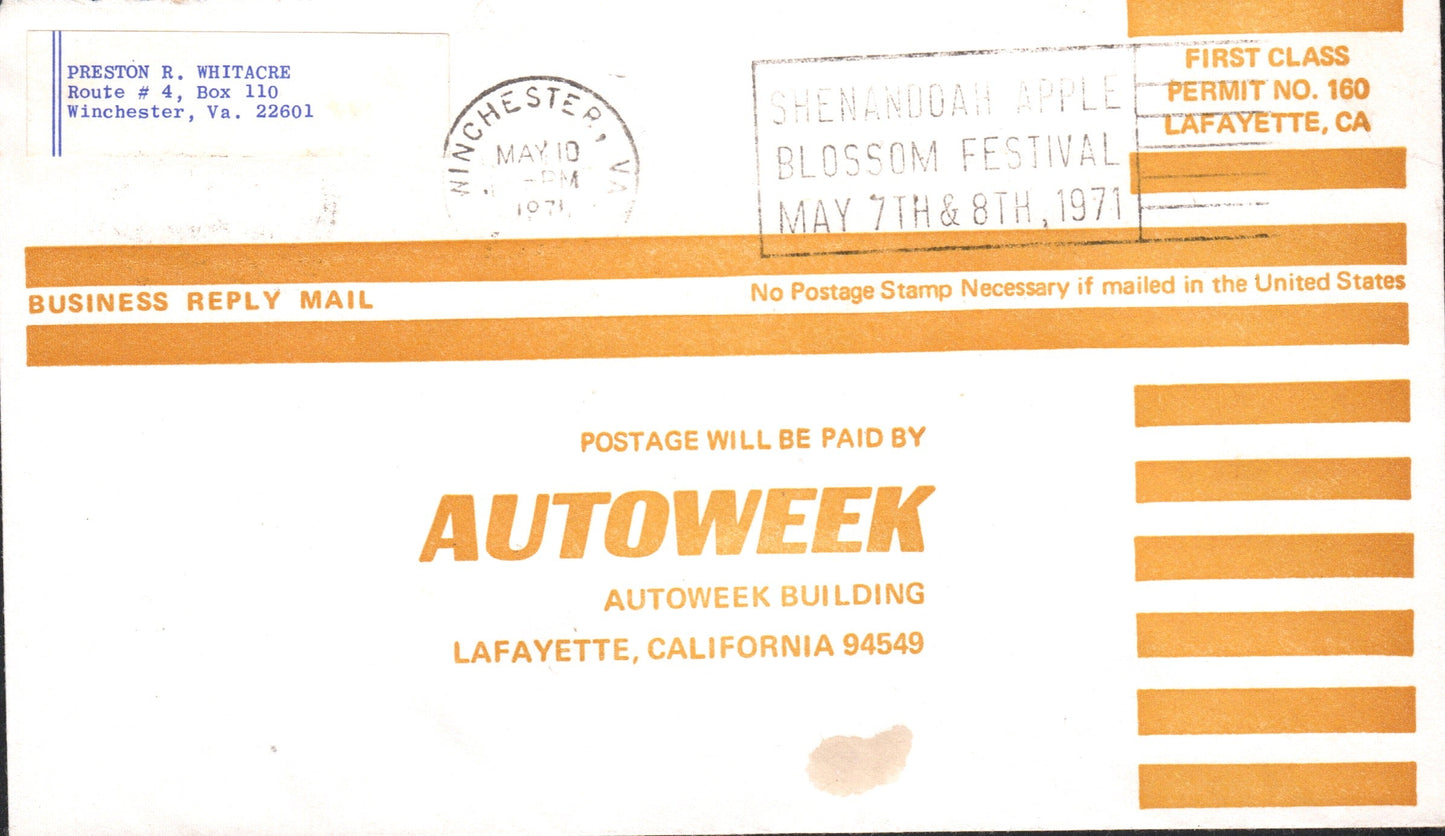 PRESTON R. WHITACRE
Route # 4, Box 110
Winchester, Va. 22601
WINCHESTER, VA
MAY 10
PM
1971
SHENANDOAH APPLE
BLOSSOM FESTIVAL
MAY 7TH & 8TH, 1971
FIRST CLASS
PERMIT NO. 160
LAFAYETTE, CA
BUSINESS REPLY MAIL
No Postage Stamp Necessary if mailed in the United States
POSTAGE WILL BE PAID BY
AUTOWEEK
AUTOWEEK BUILDING
LAFAYETTE, CALIFORNIA 94549